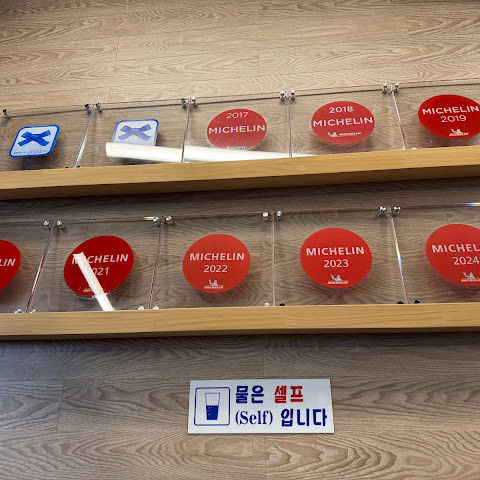 2017
MICHELIN
2018
MICHELIN
MICHELIN
2019
MICHELIN
2022
MICHELIN
2023
MICHELIN
2024
물은 셀프
(Self) 입니다